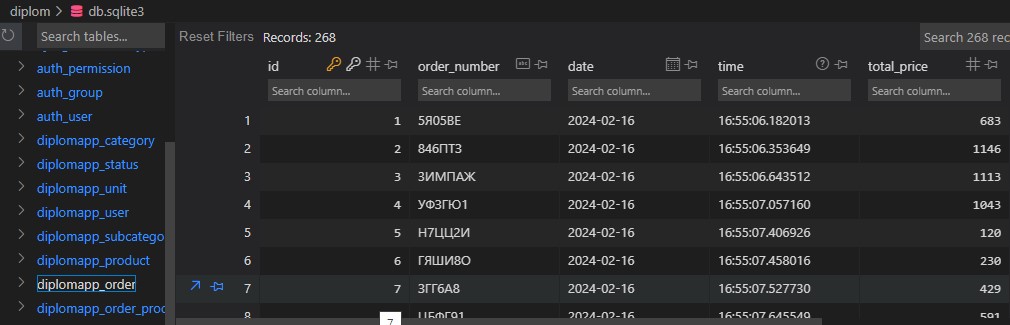 diplom > db.sqlite3
Search tables...
Reset Filters Records: 268
Search 268 rec
auth_permission
auth_group
auth_user
diplomapp_category
diplomapp_status
diplomapp_unit
diplomapp_user
diplomapp_subcatego
diplomapp_product
diplomapp_order
diplomapp_order_proc
id order_number date time total_price
Search column... Search column... Search column... Search column... Search column...
1 1 5Я05ВЕ 2024-02-16 16:55:06.182013 683
2 2 846ПТЗ 2024-02-16 16:55:06.353649 1146
3 3 ЗИМПАЖ 2024-02-16 16:55:06.643512 1113
4 4 УФЗГЮ1 2024-02-16 16:55:07.057160 1043
5 5 Н7ЦЦ2И 2024-02-16 16:55:07.406926 120
6 6 ГЯШИ8О 2024-02-16 16:55:07.458016 230
7 7 ЗГГ6А8 2024-02-16 16:55:07.527730 429
8 8 ЦБФГ91 2024-02-16 16:55:07.645549 591
7